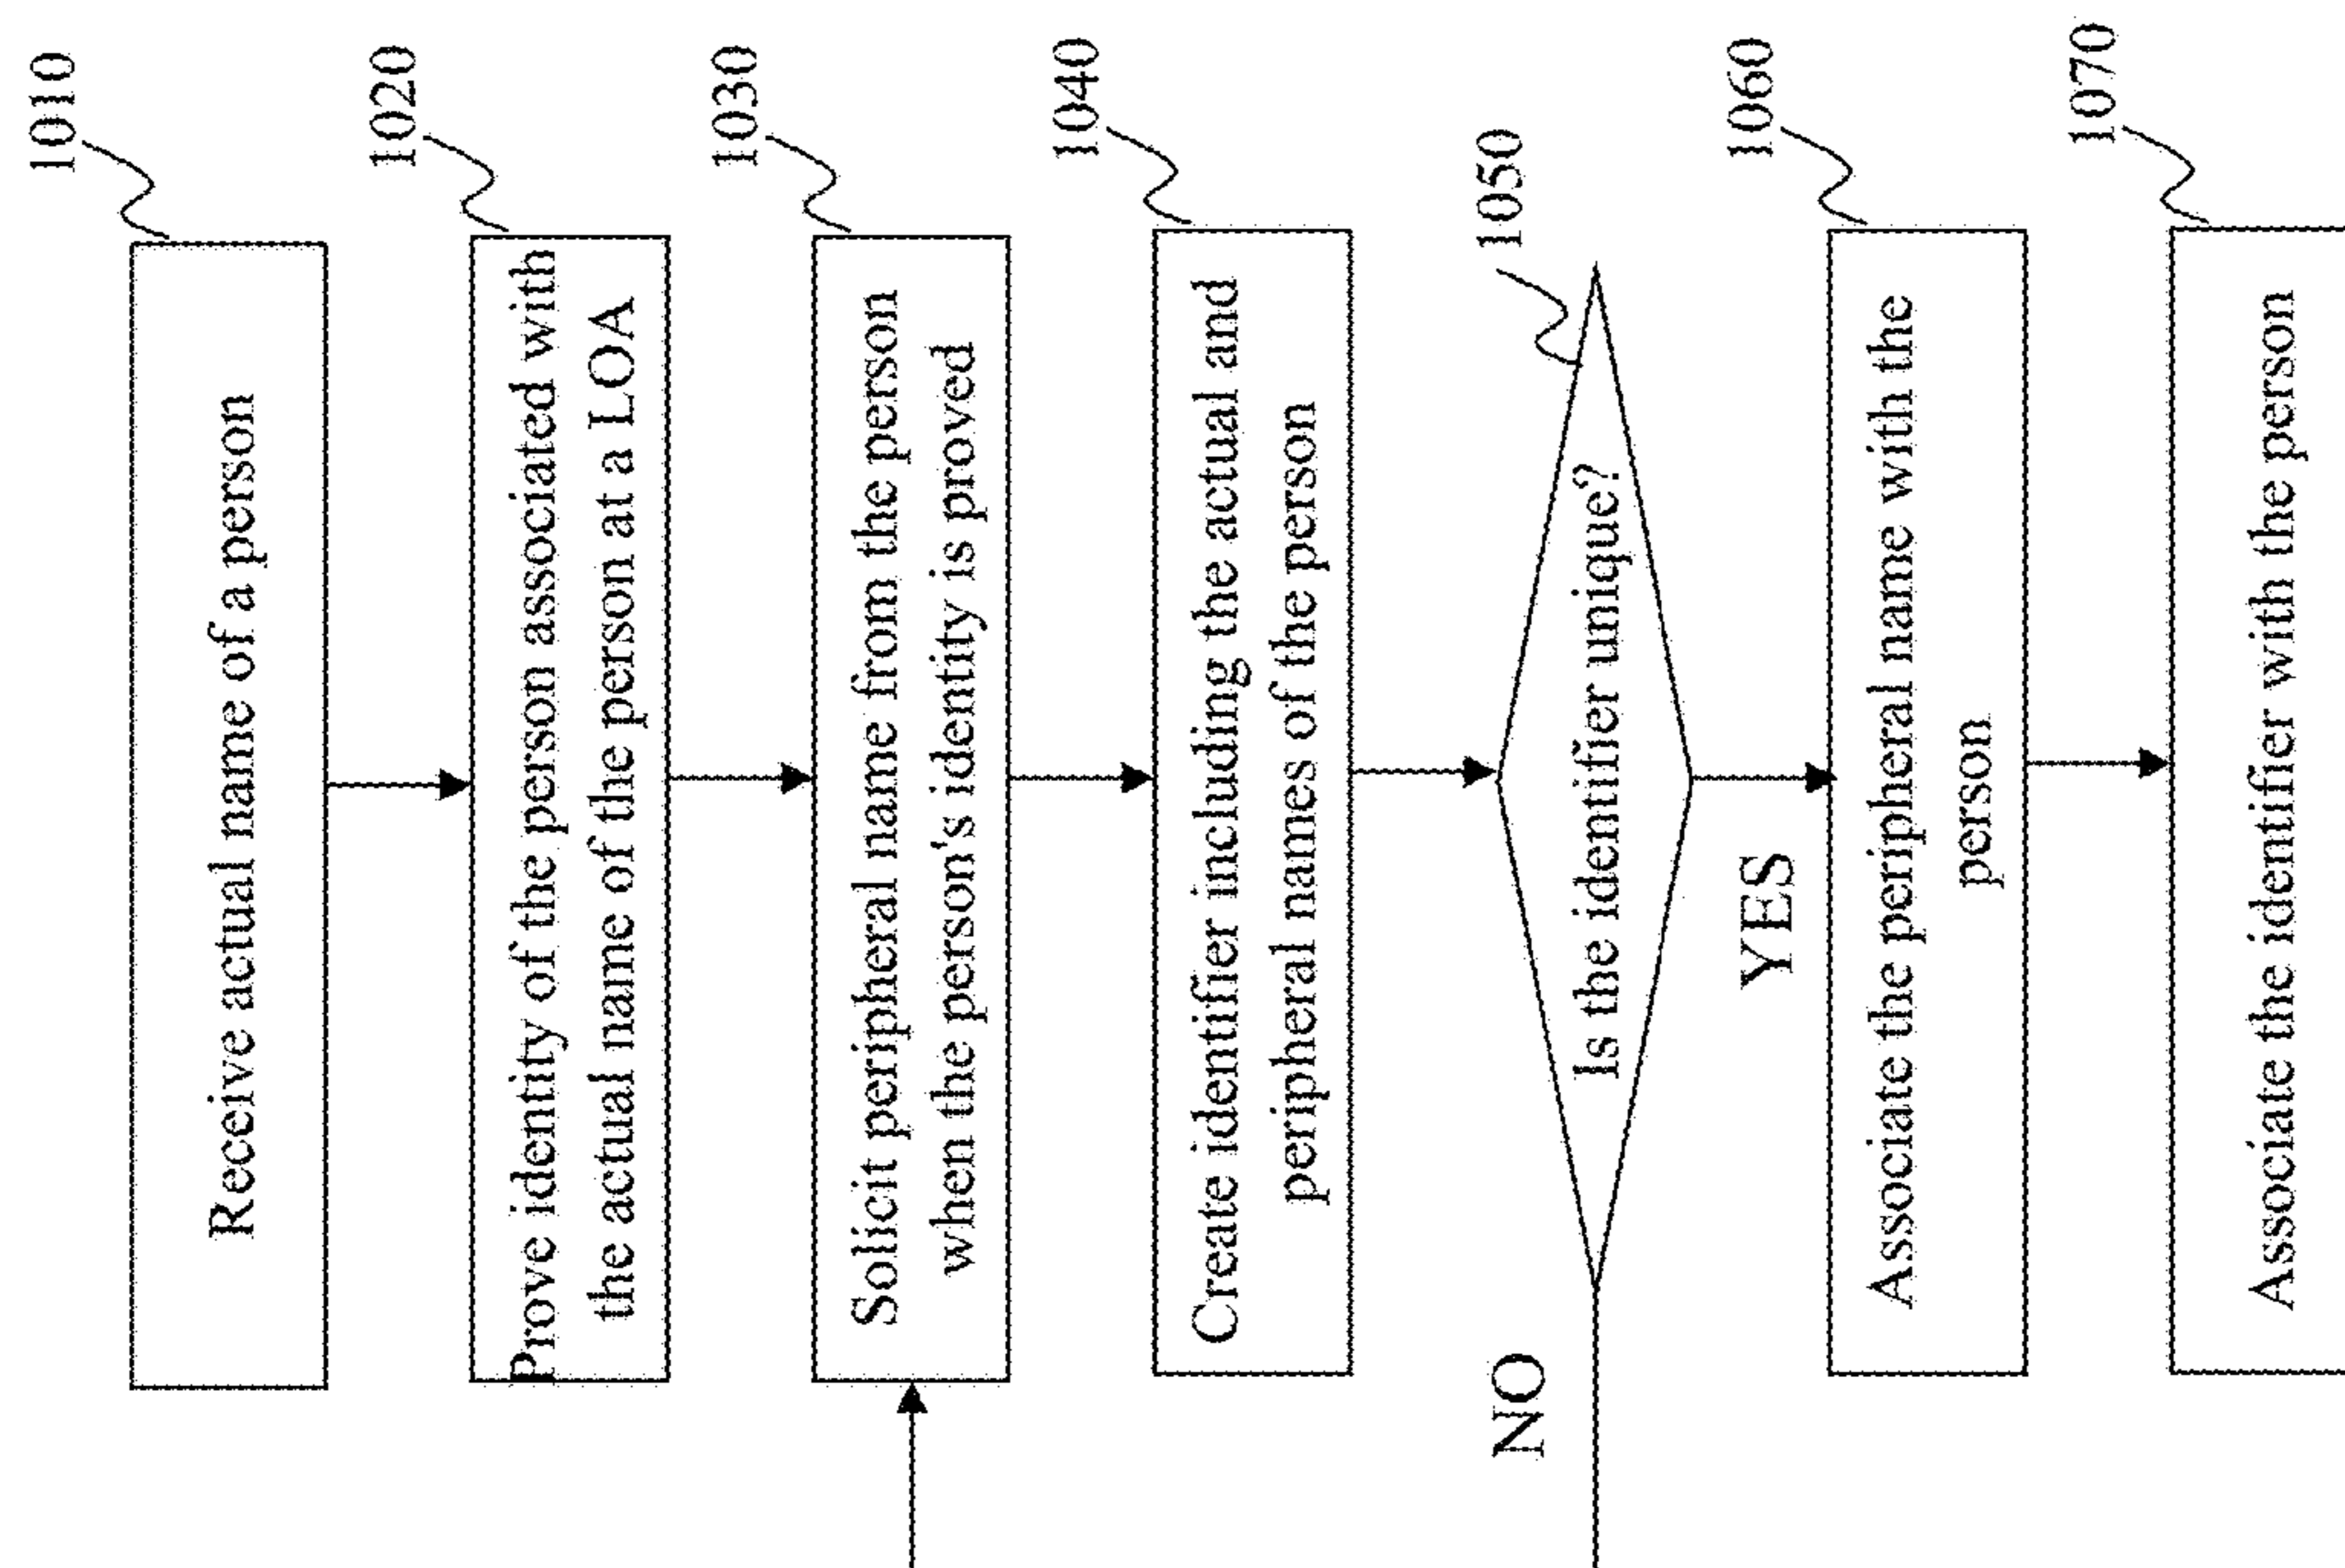 1010
Receive actual name of a person
1020
Prove identity of the person associated with
the actual name of the person at a LOA
1030
Solicit peripheral name from the person
when the person's identity is proved
1040
Create identifier including the actual and
peripheral names of the person
1050
Is the identifier unique?
NO
YES
1060
Associate the peripheral name with the
person
1070
Associate the identifier with the person